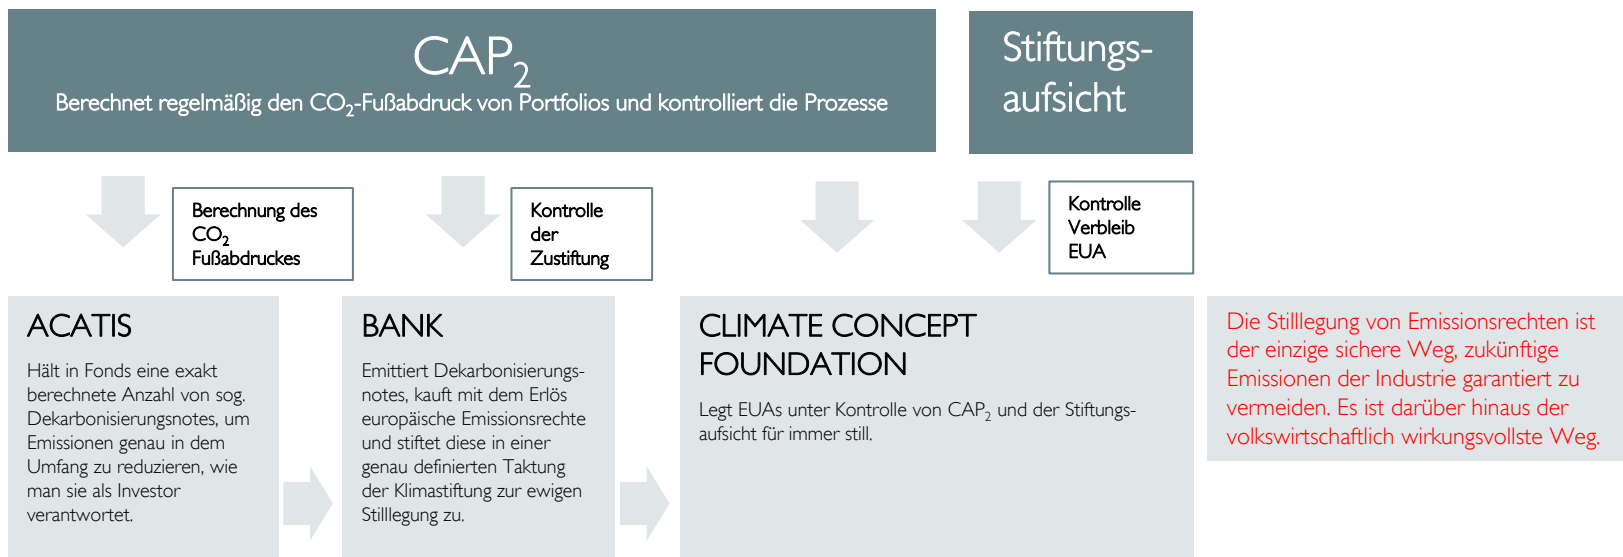 CAP₂
Berechnet regelmäßig den CO₂-Fußabdruck von Portfolios und kontrolliert die Prozesse
Stiftungs-
aufsicht
Berechnung des
CO₂
Fußabdruckes
Kontrolle
der
Zustiftung
Kontrolle
Verbleib
EUA
ACATIS
Hält in Fonds eine exakt
berechnete Anzahl von sog.
Dekarbonisierungsnotes, um
Emissionen genau in dem
Umfang zu reduzieren, wie
man sie als Investor
verantwortet.
BANK
Emittiert Dekarbonisierungs-
notes, kauft mit dem Erlös
europäische Emissionsrechte
und stiftet diese in einer
genau definierten Taktung
der Klimastiftung zur ewigen
Stilllegung zu.
CLIMATE CONCEPT
FOUNDATION
Legt EUAs unter Kontrolle von CAP₂ und der Stiftungs-
aufsicht für immer still.
Die Stilllegung von Emissionsrechten ist
der einzige sichere Weg, zukünftige
Emissionen der Industrie garantiert zu
vermeiden. Es ist darüber hinaus der
volkswirtschaftlich wirkungsvollste Weg.